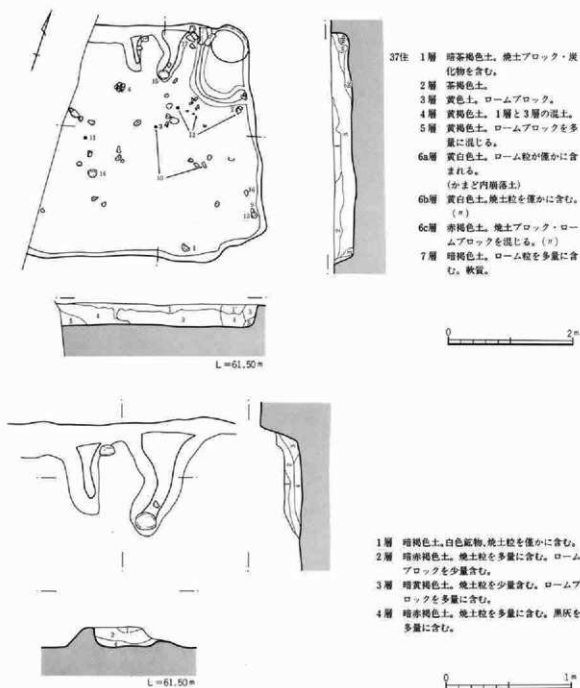 37住 1層 暗茶褐色土。焼土ブロック・炭
化物を含む。
2層 茶褐色土。
3層 黄色土。ロームブロック。
4層 黄褐色土。1層と3層の混土。
5層 黄褐色土。ロームブロックを多
量に混じる。
6a層 黄白色土。ローム粒が僅かに含
まれる。
(かまど内崩落土)
6b層 黄白色土。焼土粒を僅かに含む。
(〃)
6c層 赤褐色土。焼土ブロック・ロー
ムブロックを混じる。(〃)
7層 暗褐色土。ローム粒を多量に含
む。軟質。
0 2m
L=61.50m
1層 暗褐色土。白色鉱物、焼土粒を僅かに含む。
2層 暗赤褐色土。焼土粒を多量に含む。ローム
ブロックを少量含む。
3層 暗黄褐色土。焼土粒を少量含む。ロームブ
ロックを多量に含む。
4層 暗赤褐色土。焼土粒を多量に含む。黒灰を
多量に含む。
L=61.50m
0 1m